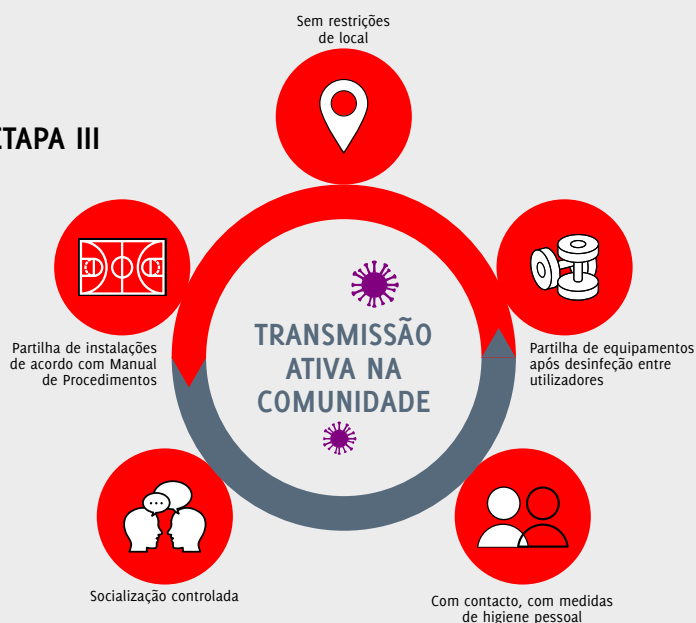 Sem restrições
de local
ETAPA III
Partilha de instalações
de acordo com Manual
de Procedimentos
TRANSMISSÃO
ATIVA NA
COMUNIDADE
Partilha de equipamentos
após desinfeção entre
utilizadores
Socialização controlada
Com contacto, com medidas
de higiene pessoal